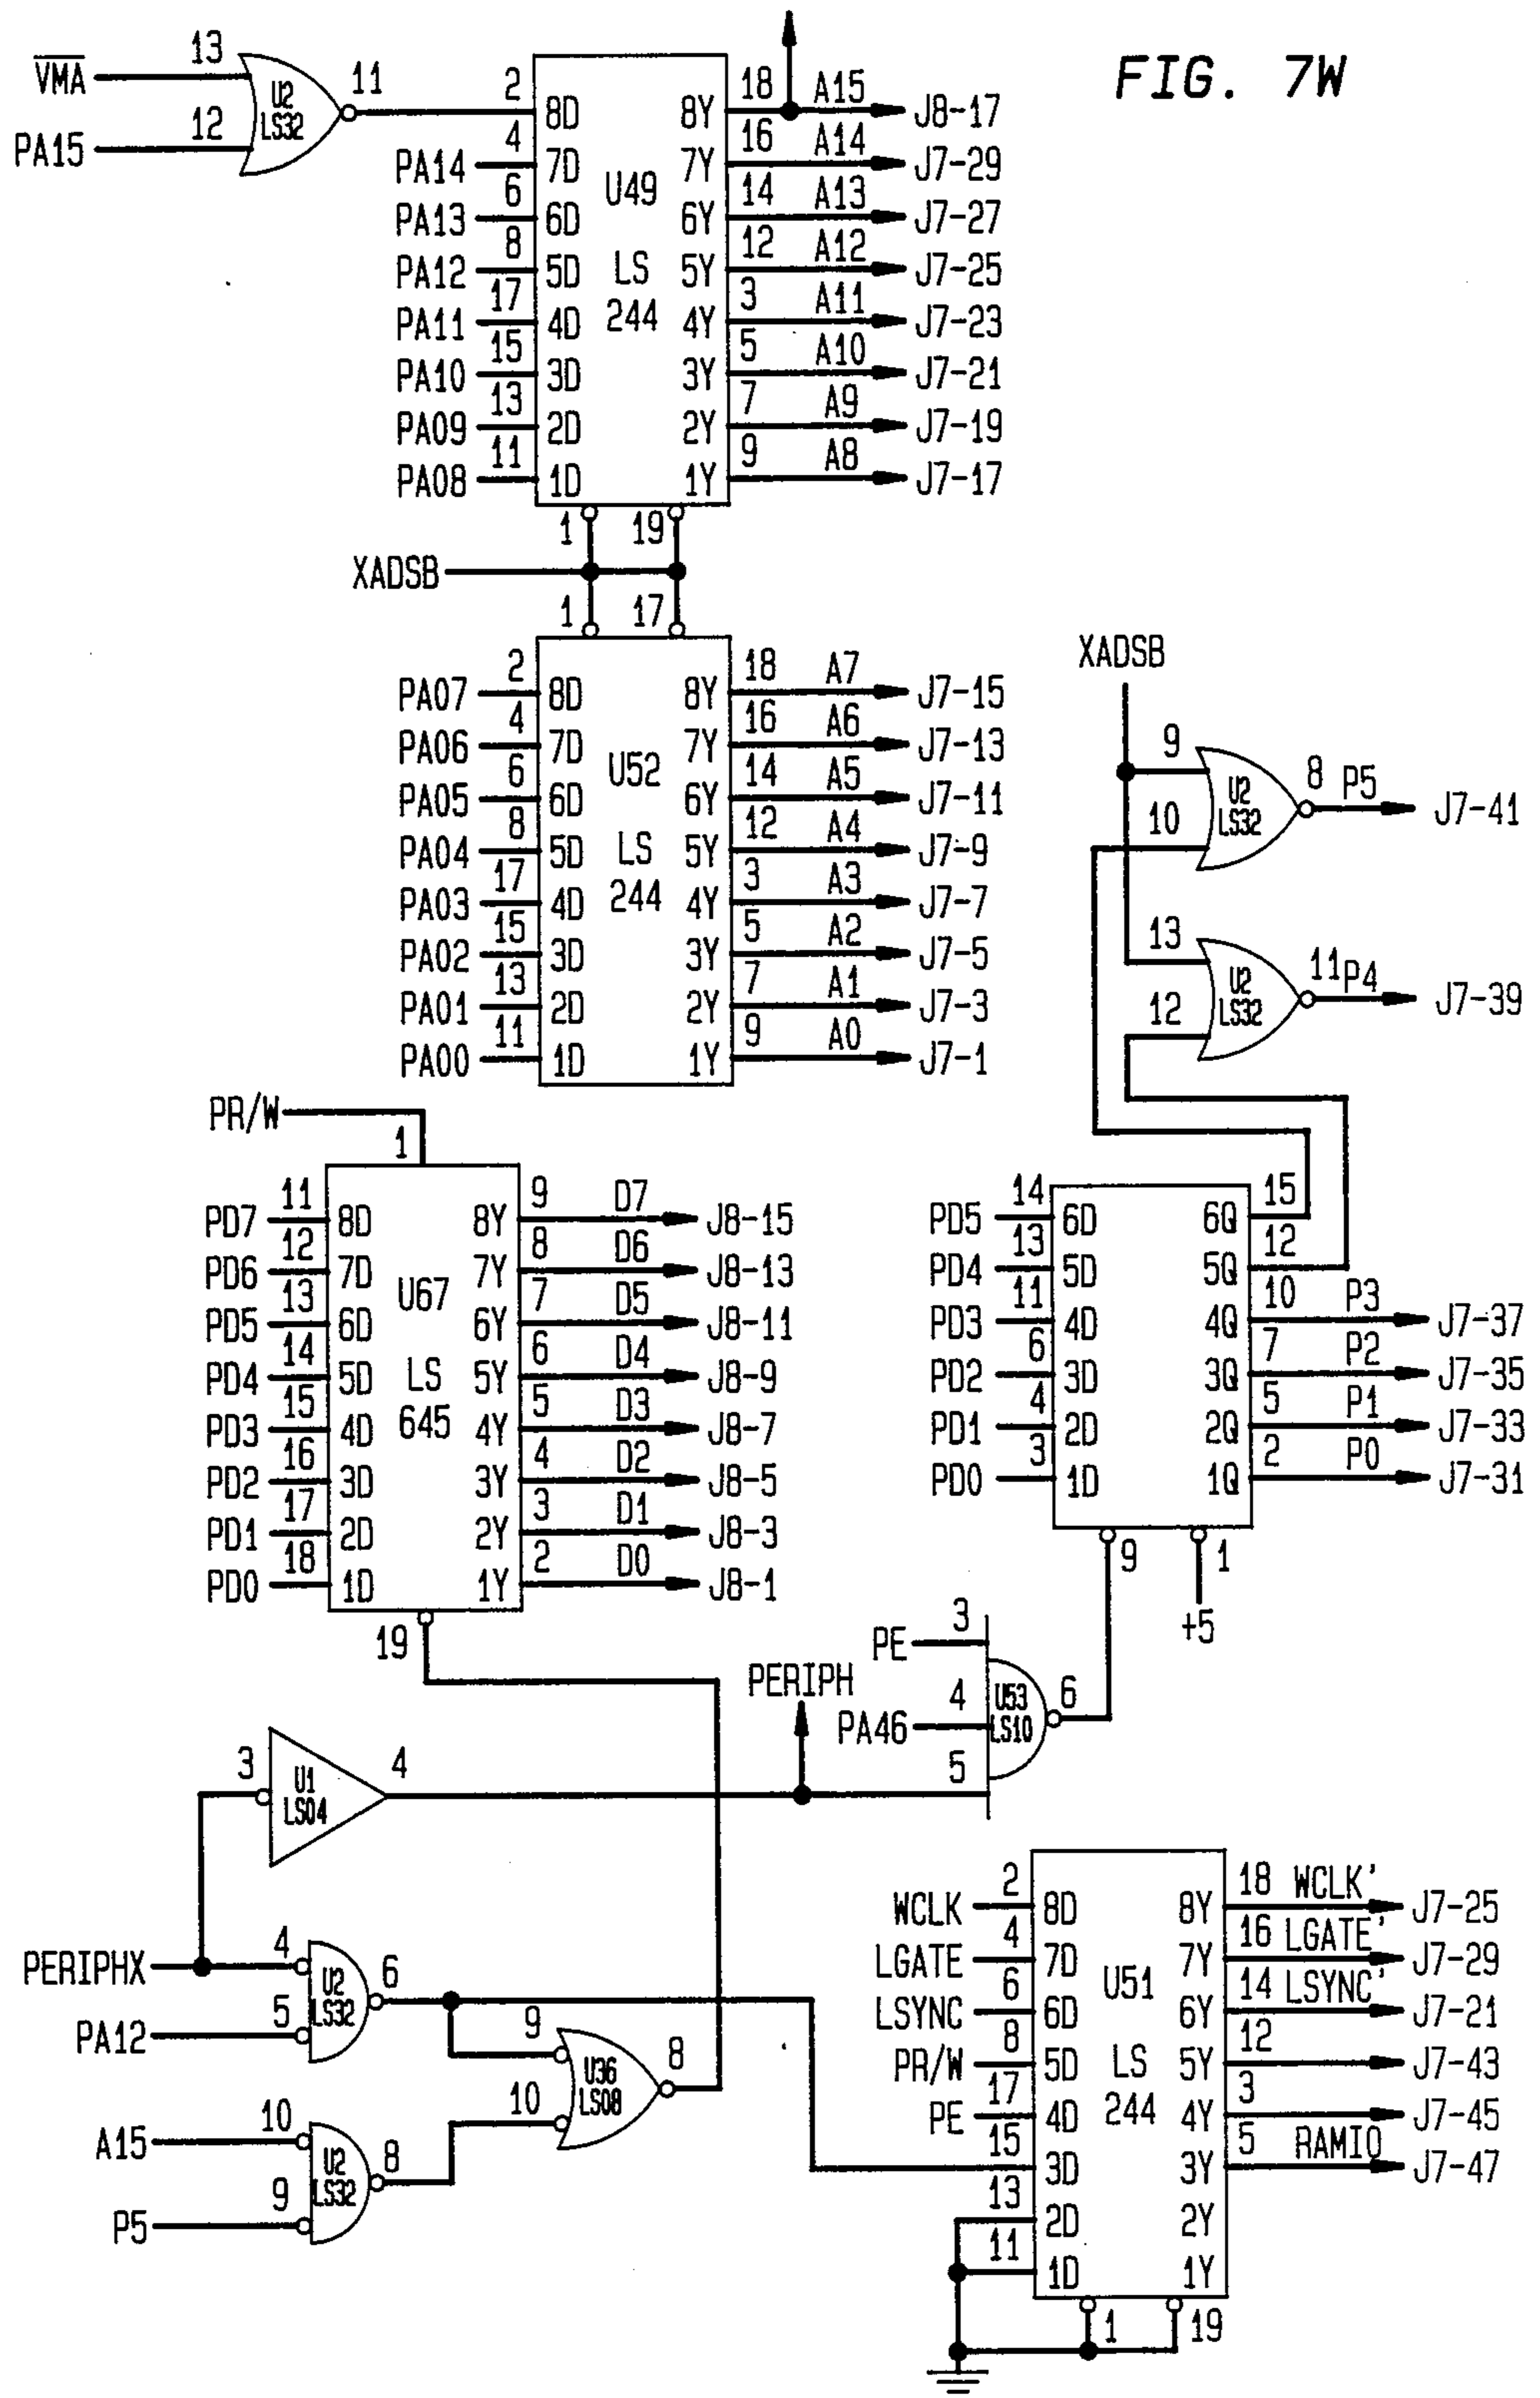 FIG. 7W
VMA 13
PA15 12
U2 LS32
11
2 8D 8Y 18 A15 J8-17
PA14 4 7D 7Y 16 A14 J7-29
PA13 6 6D 6Y 14 A13 J7-27
PA12 8 5D 5Y 12 A12 J7-25
PA11 17 4D 4Y 3 A11 J7-23
PA10 15 3D 3Y 5 A10 J7-21
PA09 13 2D 2Y 7 A9 J7-19
PA08 11 1D 1Y 9 A8 J7-17
U49
LS
244
1 19
XADSB
1 17
PA07 2 8D 8Y 18 A7 J7-15
PA06 4 7D 7Y 16 A6 J7-13
PA05 6 6D 6Y 14 A5 J7-11
PA04 8 5D 5Y 12 A4 J7-9
PA03 17 4D 4Y 3 A3 J7-7
PA02 15 3D 3Y 5 A2 J7-5
PA01 13 2D 2Y 7 A1 J7-3
PA00 11 1D 1Y 9 A0 J7-1
U52
LS
244
XADSB
9
10
U2
LS32
8 P5 J7-41
13
12
U2
LS32
11 P4 J7-39
PR/W
1
PD7 11 8D 8Y 9 D7 J8-15
PD6 12 7D 7Y 8 D6 J8-13
PD5 13 6D 6Y 7 D5 J8-11
PD4 14 5D 5Y 6 D4 J8-9
PD3 15 4D 4Y 5 D3 J8-7
PD2 16 3D 3Y 4 D2 J8-5
PD1 17 2D 2Y 3 D1 J8-3
PD0 18 1D 1Y 2 D0 J8-1
U67
LS
645
19
PD5 14 6D 6Q 15
PD4 13 5D 5Q 12
PD3 11 4D 4Q 10 P3 J7-37
PD2 6 3D 3Q 7 P2 J7-35
PD1 4 2D 2Q 5 P1 J7-33
PD0 3 1D 1Q 2 P0 J7-31
9 1
+5
PE 3
PA46 4
5
U53
LS10
6
PERIPH
3
U1
LS04
4
PERIPHX 4
PA12 5
U2
LS32
6
A15 10
P5 9
U2
LS32
8
9
10
U36
LS08
8
WCLK 2 8D 8Y 18 WCLK' J7-25
LGATE 4 7D 7Y 16 LGATE' J7-29
LSYNC 6 6D 6Y 14 LSYNC' J7-21
PR/W 8 5D 5Y 12 J7-43
PE 17 4D 4Y 3 J7-45
15 3D 3Y 5 RAMIO J7-47
13 2D 2Y
11 1D 1Y
U51
LS
244
1 19